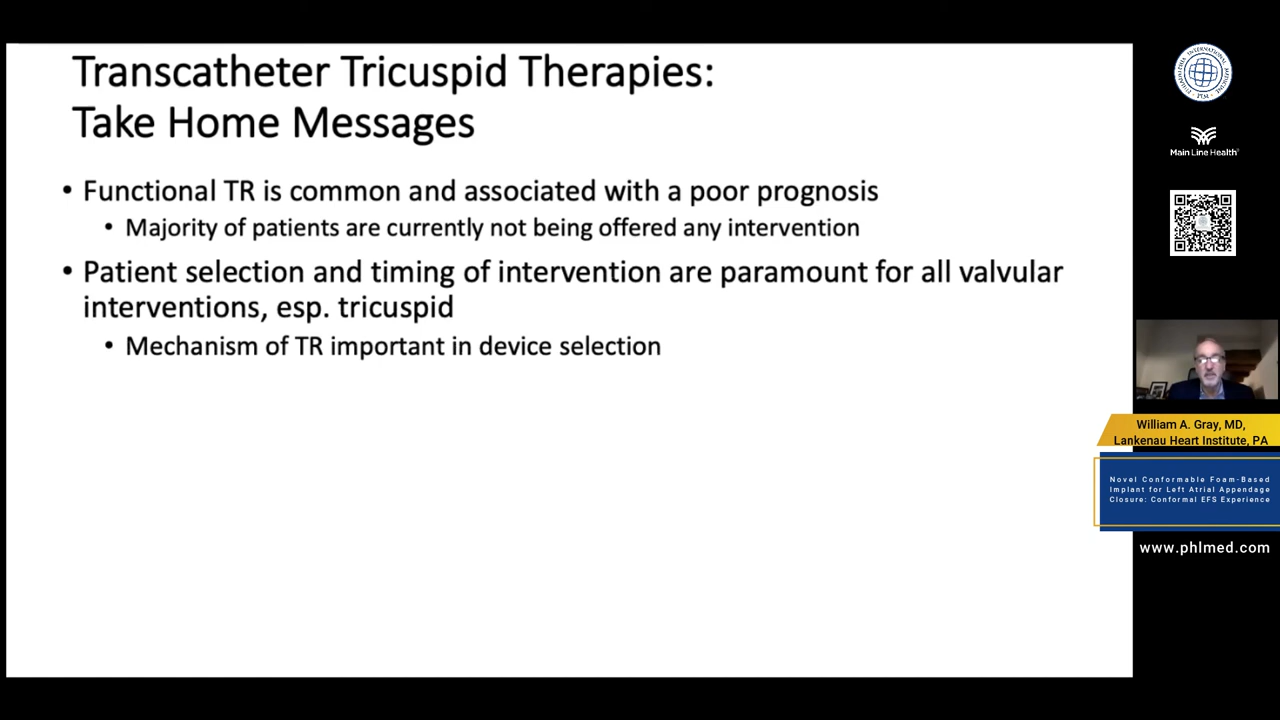 Transcatheter Tricuspid Therapies:
Take Home Messages
• Functional TR is common and associated with a poor prognosis
• Majority of patients are currently not being offered any intervention
• Patient selection and timing of intervention are paramount for all valvular
interventions, esp. tricuspid
• Mechanism of TR important in device selection
Main Line Health
William A. Gray, MD,
Lankenau Heart Institute, PA
Novel Conformable Foam-Based
Implant for Left Atrial Appendage
Closure: Conformal EFS Experience
www.phlmed.com